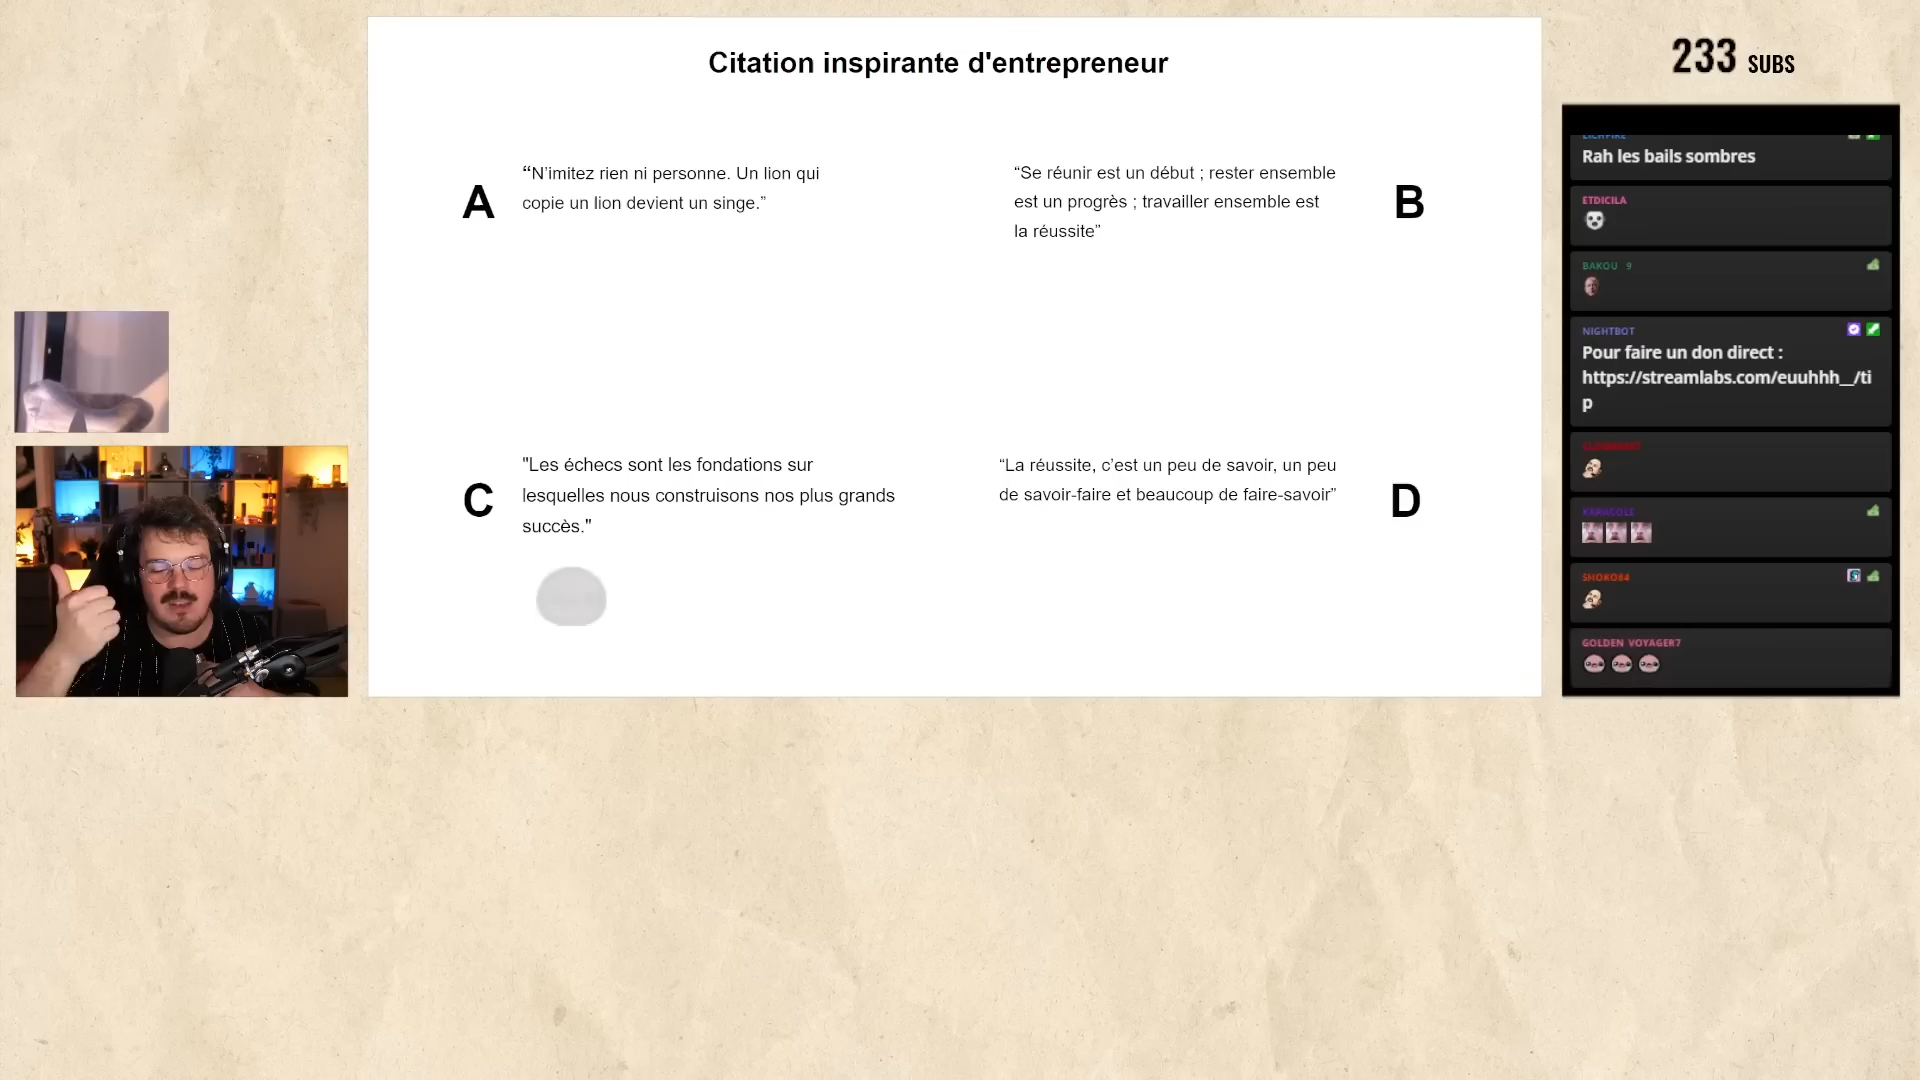 Citation inspirante d'entrepreneur
A
“N’imitez rien ni personne. Un lion qui
copie un lion devient un singe.”
“Se réunir est un début ; rester ensemble
est un progrès ; travailler ensemble est
la réussite”
B
C
"Les échecs sont les fondations sur
lesquelles nous construisons nos plus grands
succès."
“La réussite, c’est un peu de savoir, un peu
de savoir-faire et beaucoup de faire-savoir”
D
233 SUBS
Rah les bails sombres
ETDICILA
BAKOU 9
NIGHTBOT
Pour faire un don direct :
https://streamlabs.com/euuhhh__/ti
p
SHOKO84
GOLDEN VOYAGER7